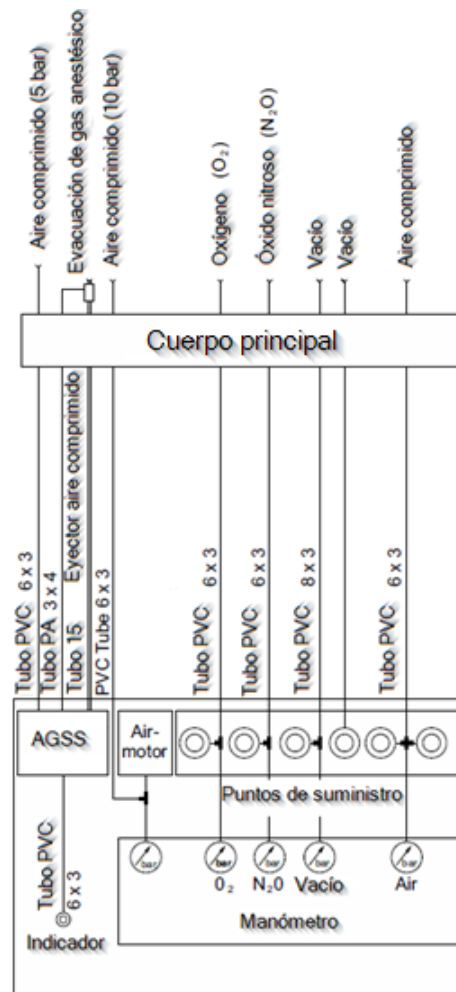 Aire comprimido (5 bar)
Evacuación de gas anestésico
Aire comprimido (10 bar)
Oxígeno (O₂)
Óxido nitroso (N₂O)
Vacío
Vacío
Aire comprimido
Cuerpo principal
Tubo PVC 6 x 3
Tubo PA 3 x 4
Tubo 15
Eyector aire comprimido
PVC Tube 6 x 3
Tubo PVC 6 x 3
Tubo PVC 6 x 3
Tubo PVC 8 x 3
Tubo PVC 6 x 3
AGSS
Air-
motor
Puntos de suministro
Tubo PVC
6 x 3
Indicador
bar
bar
bar
bar
bar
O₂
N₂O
Vacío
Air
Manómetro